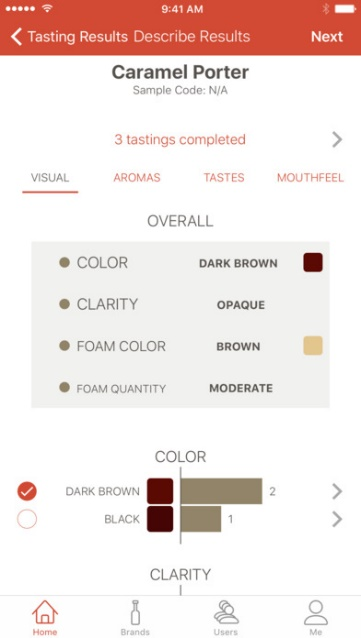 9:41 AM
Tasting Results Describe Results Next
Caramel Porter
Sample Code: N/A
3 tastings completed
VISUAL AROMAS TASTES MOUTHFEEL
OVERALL
COLOR DARK BROWN
CLARITY OPAQUE
FOAM COLOR BROWN
FOAM QUANTITY MODERATE
COLOR
DARK BROWN 2
BLACK 1
CLARITY
Home Brands Users Me